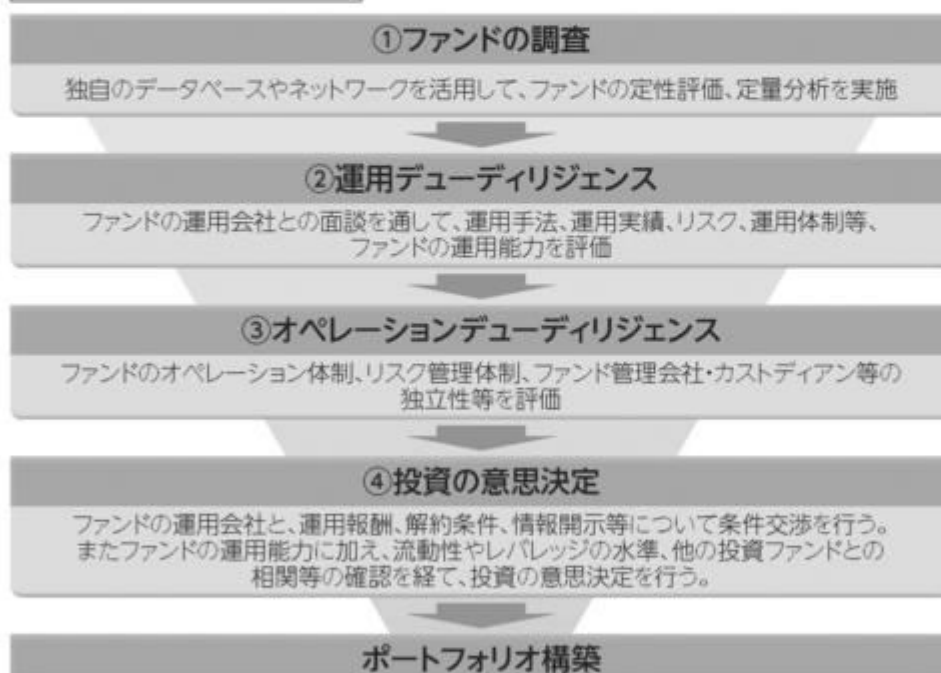 ①ファンドの調査
独自のデータベースやネットワークを活用して、ファンドの定性評価、定量分析を実施
②運用デューディリジェンス
ファンドの運用会社との面談を通して、運用手法、運用実績、リスク、運用体制等、
ファンドの運用能力を評価
③オペレーションデューディリジェンス
ファンドのオペレーション体制、リスク管理体制、ファンド管理会社・カストディアン等の
独立性等を評価
④投資の意思決定
ファンドの運用会社と、運用報酬、解約条件、情報開示等について条件交渉を行う。
またファンドの運用能力に加え、流動性やレバレッジの水準、他の投資ファンドとの
相関等の確認を経て、投資の意思決定を行う。
ポートフォリオ構築